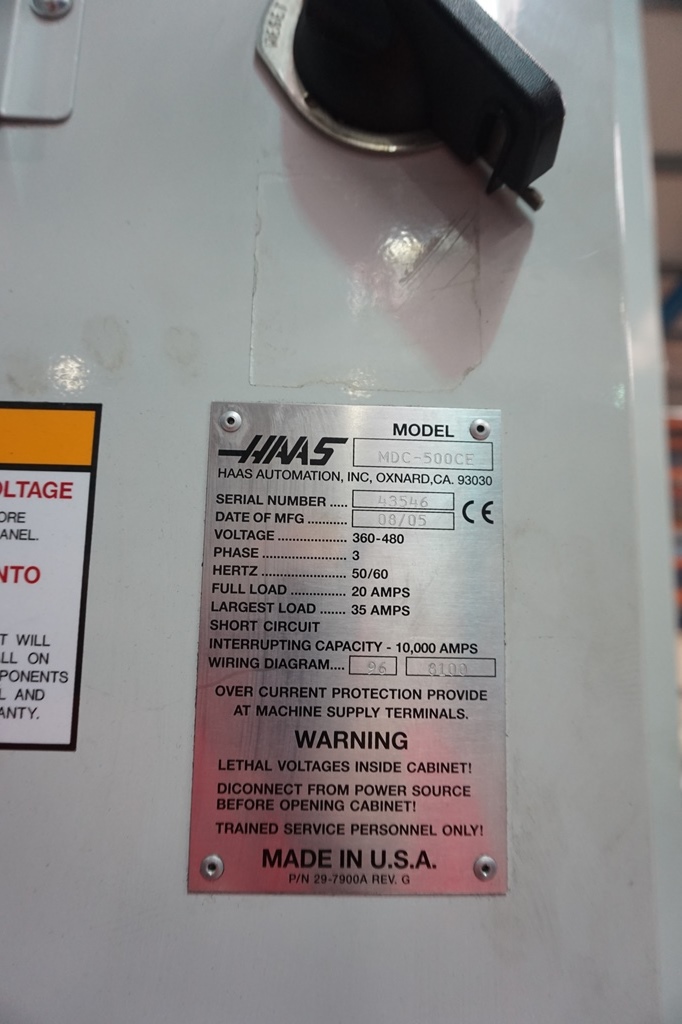 RESET
MODEL
HAAS MDC-500CE
HAAS AUTOMATION, INC, OXNARD,CA. 93030
SERIAL NUMBER ..... 43546
DATE OF MFG ........... 08/05 CE
VOLTAGE ................... 360-480
PHASE ....................... 3
HERTZ ....................... 50/60
FULL LOAD ............... 20 AMPS
LARGEST LOAD ....... 35 AMPS
SHORT CIRCUIT
INTERRUPTING CAPACITY - 10,000 AMPS
WIRING DIAGRAM.... 96 8100
OVER CURRENT PROTECTION PROVIDE
AT MACHINE SUPPLY TERMINALS.
WARNING
LETHAL VOLTAGES INSIDE CABINET!
DICONNECT FROM POWER SOURCE
BEFORE OPENING CABINET!
TRAINED SERVICE PERSONNEL ONLY!
MADE IN U.S.A.
P/N 29-7900A REV. G
OLTAGE
ORE
ANEL.
NTO
T WILL
LL ON
PONENTS
L AND
ANTY.